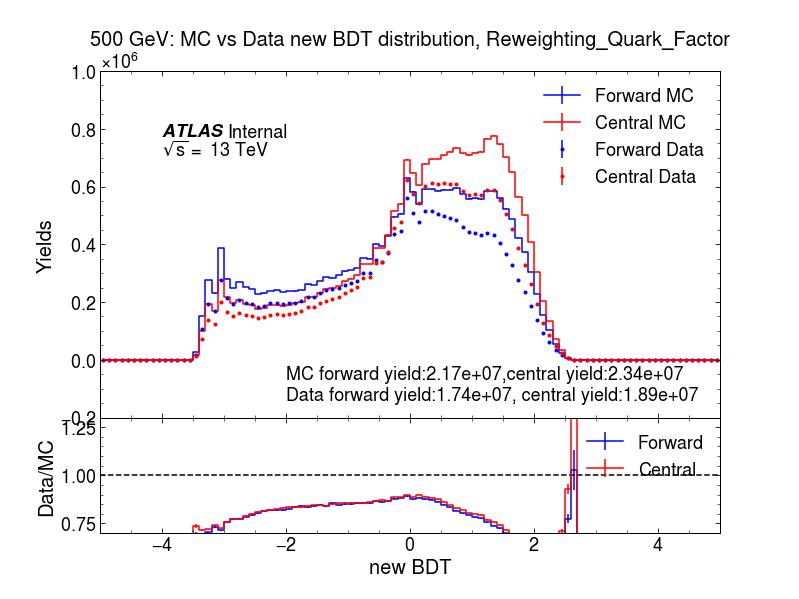 500 GeV: MC vs Data new BDT distribution, Reweighting_Quark_Factor
×10⁶
1.0
0.8
0.6
0.4
0.2
0.0
−0.2
Yields
ATLAS Internal
√s = 13 TeV
Forward MC
Central MC
Forward Data
Central Data
MC forward yield:2.17e+07,central yield:2.34e+07
Data forward yield:1.74e+07, central yield:1.89e+07
1.25
1.00
0.75
Data/MC
Forward
Central
−4 −2 0 2 4
new BDT